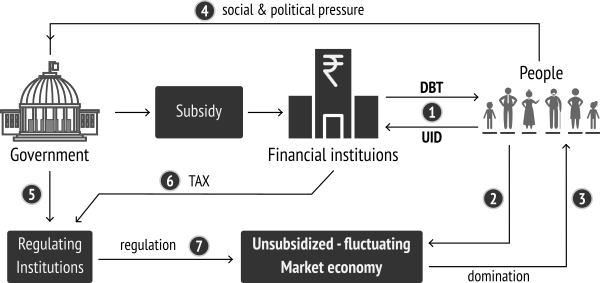 4 social & political pressure
₹
People
DBT
Subsidy
1
UID
Government
Financial instituions
6 TAX
5
2
3
Regulating
Institutions
regulation 7
Unsubsidized - fluctuating
Market economy
domination